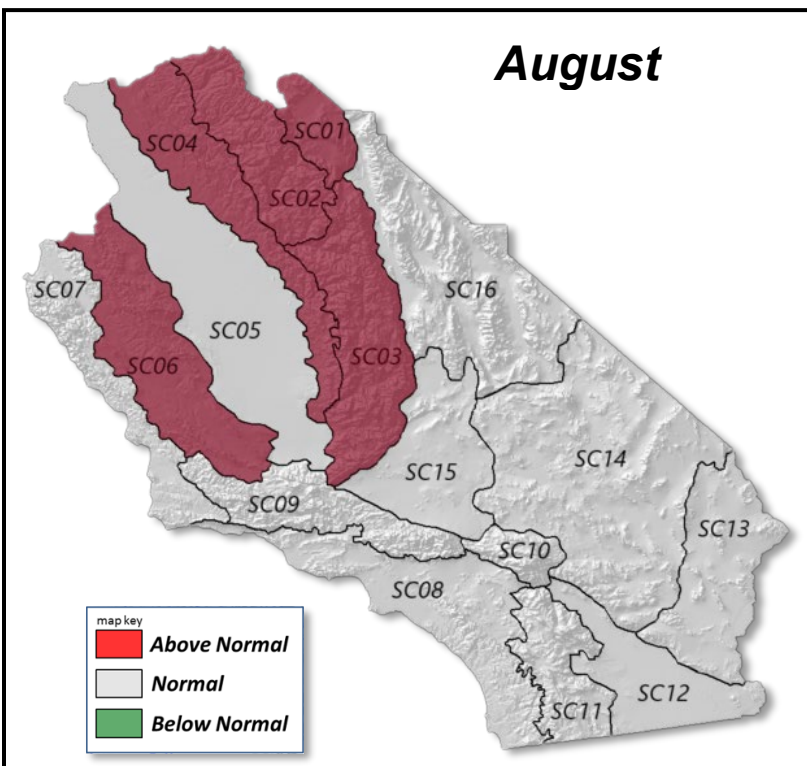 August
SC01
SC04
SC02
SC16
SC07
SC05
SC03
SC06
SC14
SC15
SC09
SC13
SC10
SC08
SC12
SC11
map key
Above Normal
Normal
Below Normal